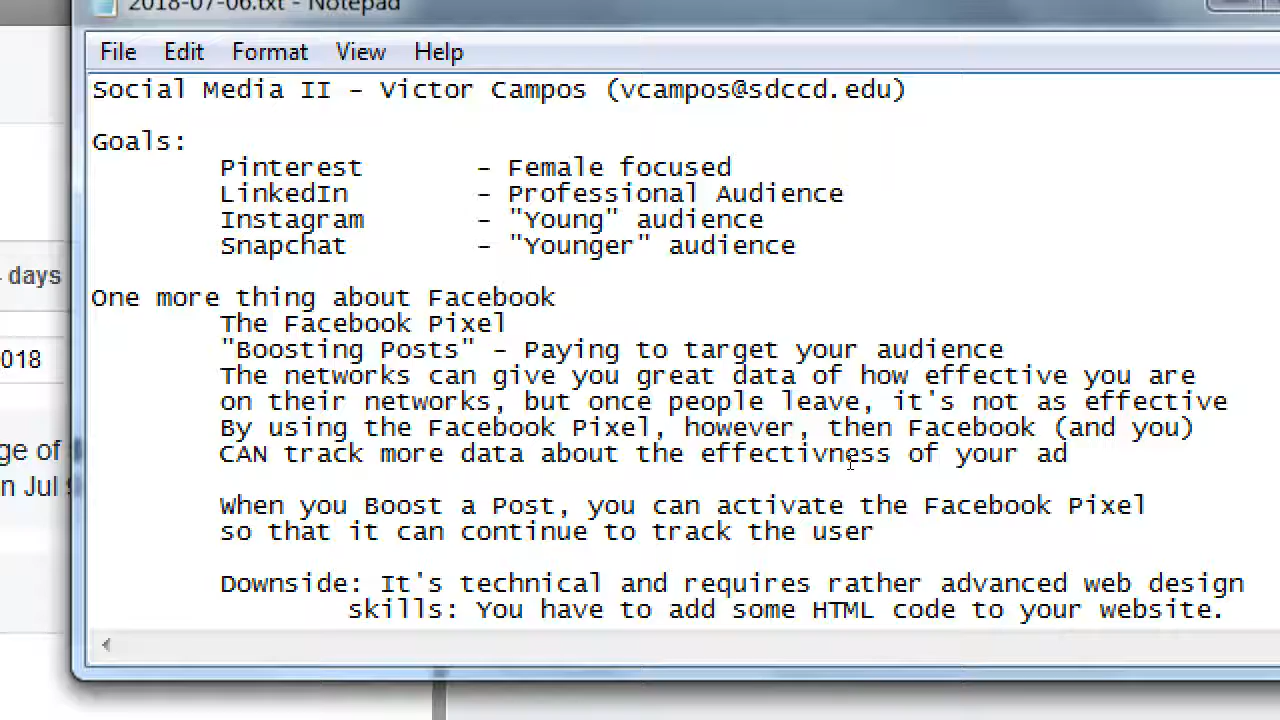 2018-07-06.txt - Notepad
File Edit Format View Help
Social Media II - Victor Campos (vcampos@sdccd.edu)
Goals:
Pinterest - Female focused
LinkedIn - Professional Audience
Instagram - "Young" audience
Snapchat - "Younger" audience
days
One more thing about Facebook
The Facebook Pixel
018
"Boosting Posts" - Paying to target your audience
The networks can give you great data of how effective you are
on their networks, but once people leave, it's not as effective
By using the Facebook Pixel, however, then Facebook (and you)
CAN track more data about the effectivness of your ad
ge of
n Jul
When you Boost a Post, you can activate the Facebook Pixel
so that it can continue to track the user
Downside: It's technical and requires rather advanced web design
skills: You have to add some HTML code to your website.